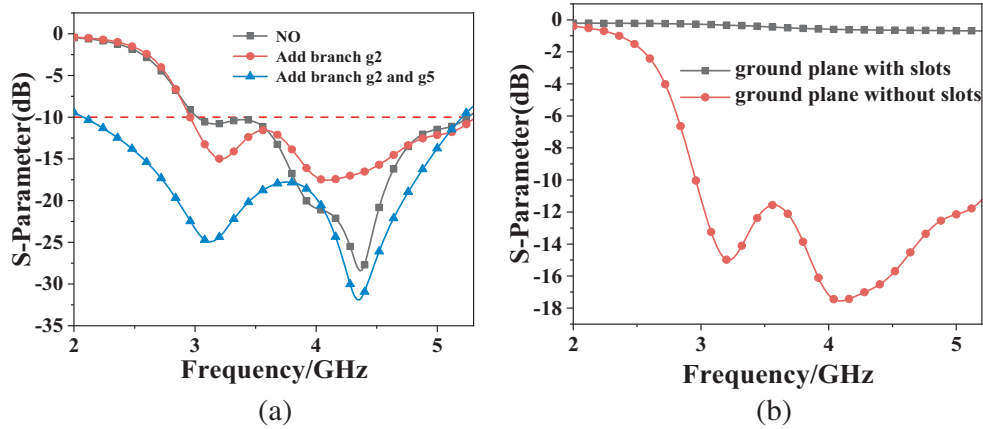 0
-5
-10
-15
-20
-25
-30
-35
S-Parameter(dB)
NO
Add branch g2
Add branch g2 and g5
2
3
4
5
Frequency/GHz
(a)
0
-2
-4
-6
-8
-10
-12
-14
-16
-18
S-Parameter(dB)
ground plane with slots
ground plane without slots
2
3
4
5
Frequency/GHz
(b)